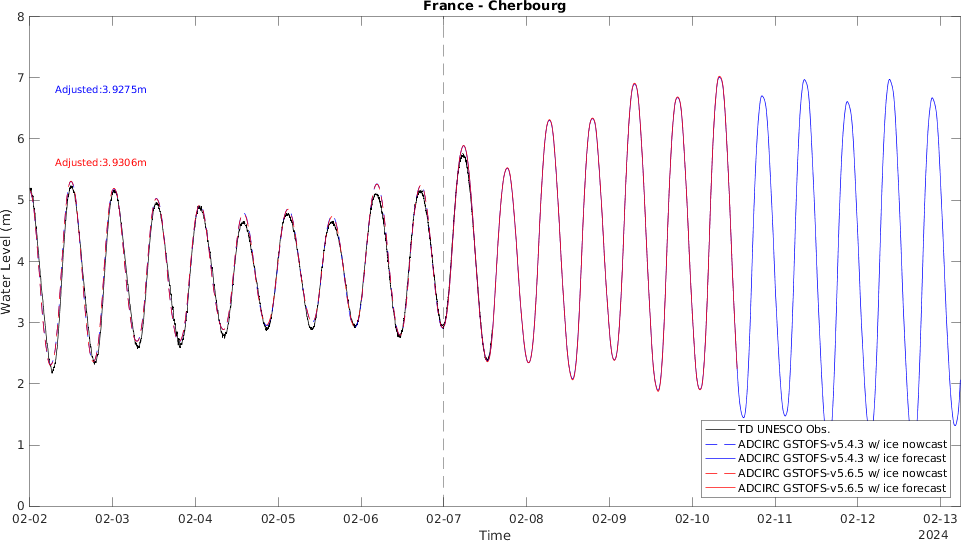 France - Cherbourg
8
7
6
5
4
3
2
1
0
Water Level (m)
Adjusted:3.9275m
Adjusted:3.9306m
TD UNESCO Obs.
ADCIRC GSTOFS-v5.4.3 w/ ice nowcast
ADCIRC GSTOFS-v5.4.3 w/ ice forecast
ADCIRC GSTOFS-v5.6.5 w/ ice nowcast
ADCIRC GSTOFS-v5.6.5 w/ ice forecast
02-02 02-03 02-04 02-05 02-06 02-07 02-08 02-09 02-10 02-11 02-12 02-13
Time
2024